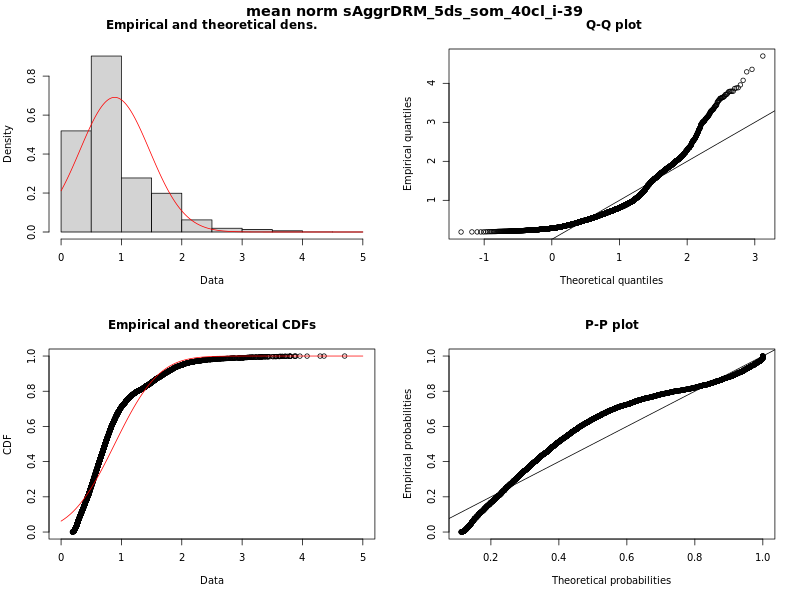 mean norm sAggrDRM_5ds_som_40cl_i-39
Empirical and theoretical dens.
Density
0.0 0.2 0.4 0.6 0.8
0 1 2 3 4 5
Data
Q-Q plot
Empirical quantiles
1 2 3 4
-1 0 1 2 3
Theoretical quantiles
Empirical and theoretical CDFs
CDF
0.0 0.2 0.4 0.6 0.8 1.0
0 1 2 3 4 5
Data
P-P plot
Empirical probabilities
0.0 0.2 0.4 0.6 0.8 1.0
0.2 0.4 0.6 0.8 1.0
Theoretical probabilities